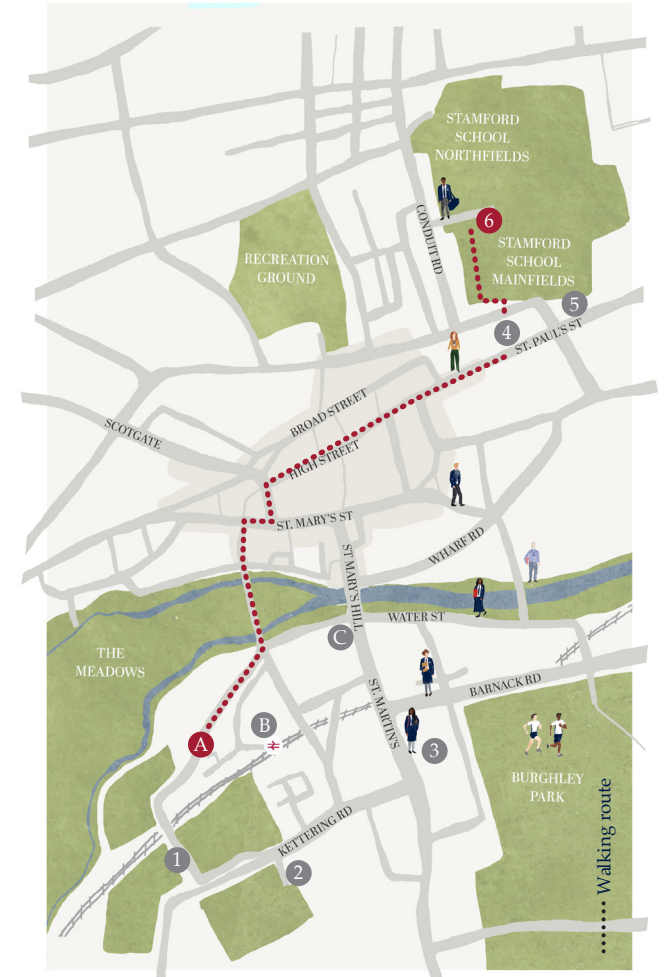 STAMFORD
SCHOOL
NORTHFIELDS
CONDUIT RD
6
RECREATION
GROUND
STAMFORD
SCHOOL
MAINFIELDS
5
4
ST. PAUL'S ST
BROAD STREET
SCOTGATE
HIGH STREET
ST. MARY'S ST
WHARF RD
ST MARY'S HILL
WATER ST
C
THE
MEADOWS
BARNACK RD
ST. MARTIN'S
B
A
3
BURGHLEY
PARK
KETTERING RD
1
2
Walking route